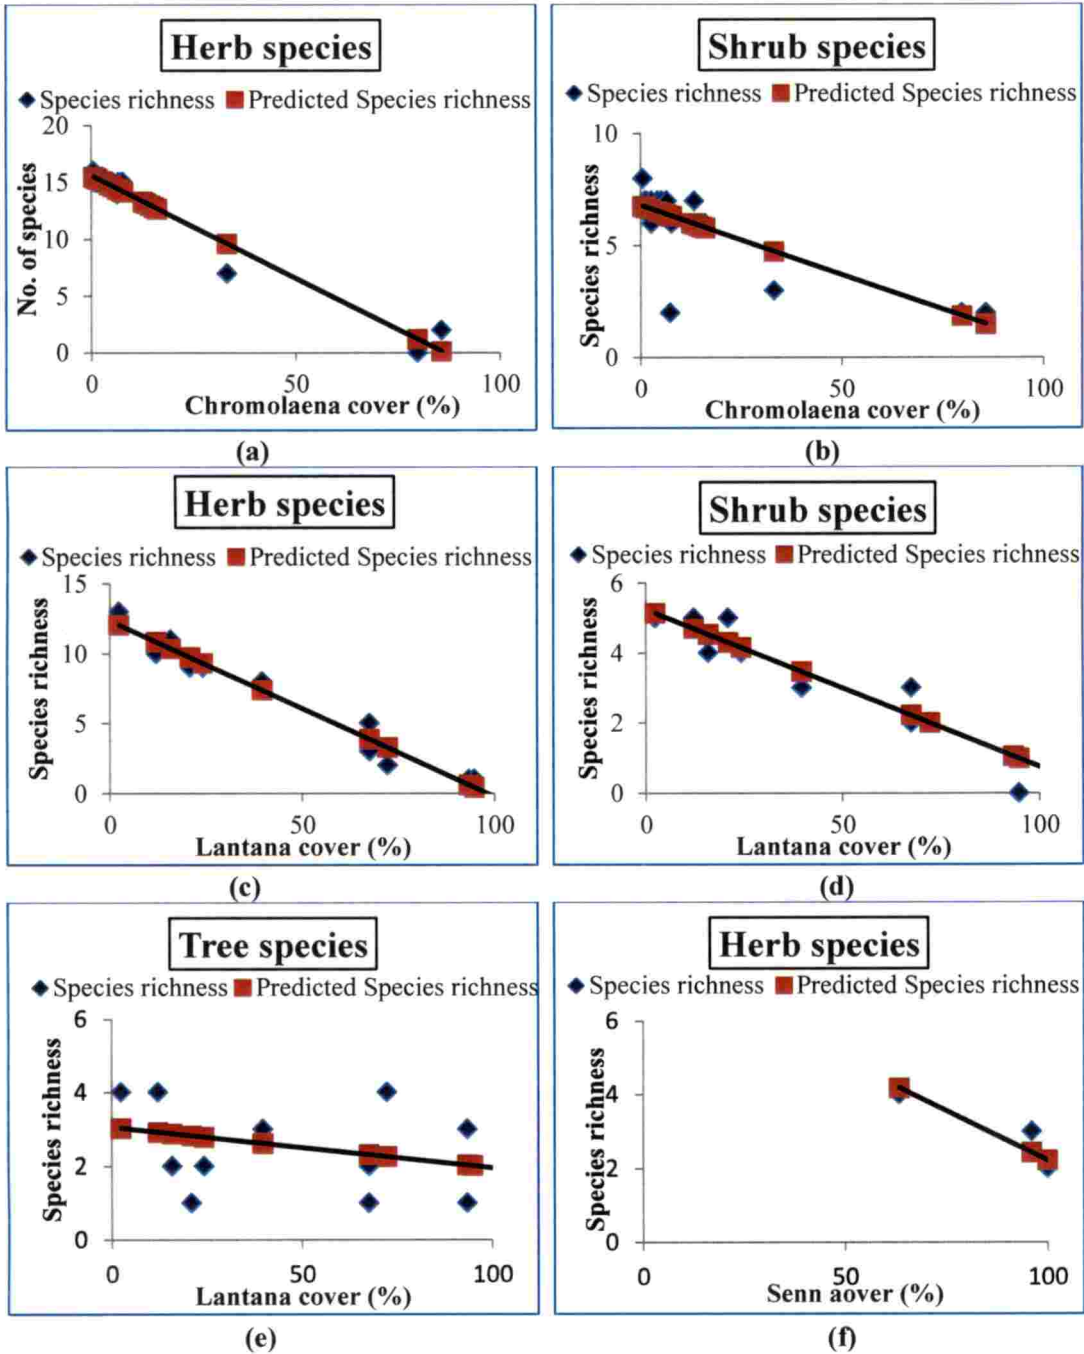 Herb species
Species richness Predicted Species richness
20
15
10
5
0
No. of species
0 50 100
Chromolaena cover (%)
(a)
Shrub species
Species richness Predicted Species richness
10
5
0
Species richness
0 50 100
Chromolaena cover (%)
(b)
Herb species
Species richness Predicted Species richness
15
10
5
0
Species richness
0 50 100
Lantana cover (%)
(c)
Shrub species
Species richness Predicted Species richness
6
4
2
0
Species richness
0 50 100
Lantana cover (%)
(d)
Tree species
Species richness Predicted Species richness
6
4
2
0
Species richness
0 50 100
Lantana cover (%)
(e)
Herb species
Species richness Predicted Species richness
6
4
2
0
Species richness
0 50 100
Senn aover (%)
(f)